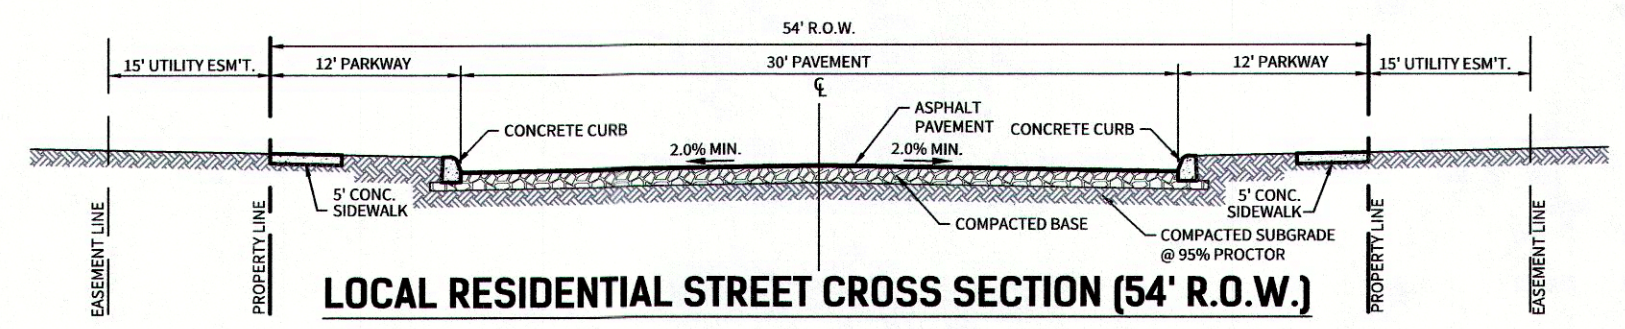 54' R.O.W.
15' UTILITY ESM'T.
12' PARKWAY
30' PAVEMENT
12' PARKWAY
15' UTILITY ESM'T.
℄
CONCRETE CURB
ASPHALT
PAVEMENT
CONCRETE CURB
2.0% MIN.
2.0% MIN.
5' CONC.
SIDEWALK
5' CONC.
SIDEWALK
COMPACTED BASE
COMPACTED SUBGRADE
@ 95% PROCTOR
EASEMENT LINE
PROPERTY LINE
PROPERTY LINE
EASEMENT LINE
LOCAL RESIDENTIAL STREET CROSS SECTION (54' R.O.W.)